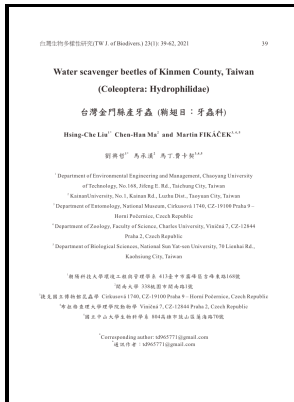 台灣生物多樣性研究(TW J. of Biodivers.) 23(1): 39-62, 2021 39
Water scavenger beetles of Kinmen County, Taiwan
(Coleoptera: Hydrophilidae)
台灣金門縣產牙蟲 (鞘翅目：牙蟲科)
Hsing-Che Liu¹* Chen-Han Ma² and Martin FIKÁČEK³,⁴,⁵
劉興哲¹* 馬承漢² 馬丁費卡契³,⁴,⁵
¹ Department of Environmental Engineering and Management, Chaoyang University
of Technology, No.168, Jifeng E. Rd., Taichung City, Taiwan
² KainanUniversity, No.1, Kainan Rd., Luzhu Dist., Taoyuan City, Taiwan
³ Department of Entomology, National Museum, Cirkusová 1740, CZ-19100 Praha 9 –
Horní Počernice, Czech Republic
⁴ Department of Zoology, Faculty of Science, Charles University, Viničná 7, CZ-12844
Praha 2, Czech Republic
⁵ Department of Biological Sciences, National Sun Yat-sen University, 70 Lienhai Rd.,
Kaohsiung City, Taiwan
¹朝陽科技大學環境工程與管理學系 413臺中市霧峰區吉峰東路168號
²開南大學 338桃園市開南路1號
³捷克國立博物館昆蟲學 Cirkusová 1740, CZ-19100 Praha 9 – Horní Počernice, Czech Republic
⁴布拉格查理大學理學院動物學 Viničná 7, CZ-12844 Praha 2, Czech Republic
⁵國立中山大學生物科學系 804高雄市鼓山區蓮海路70號
* Corresponding author: td965771@gmail.com
* 通訊作者：td965771@gmail.com